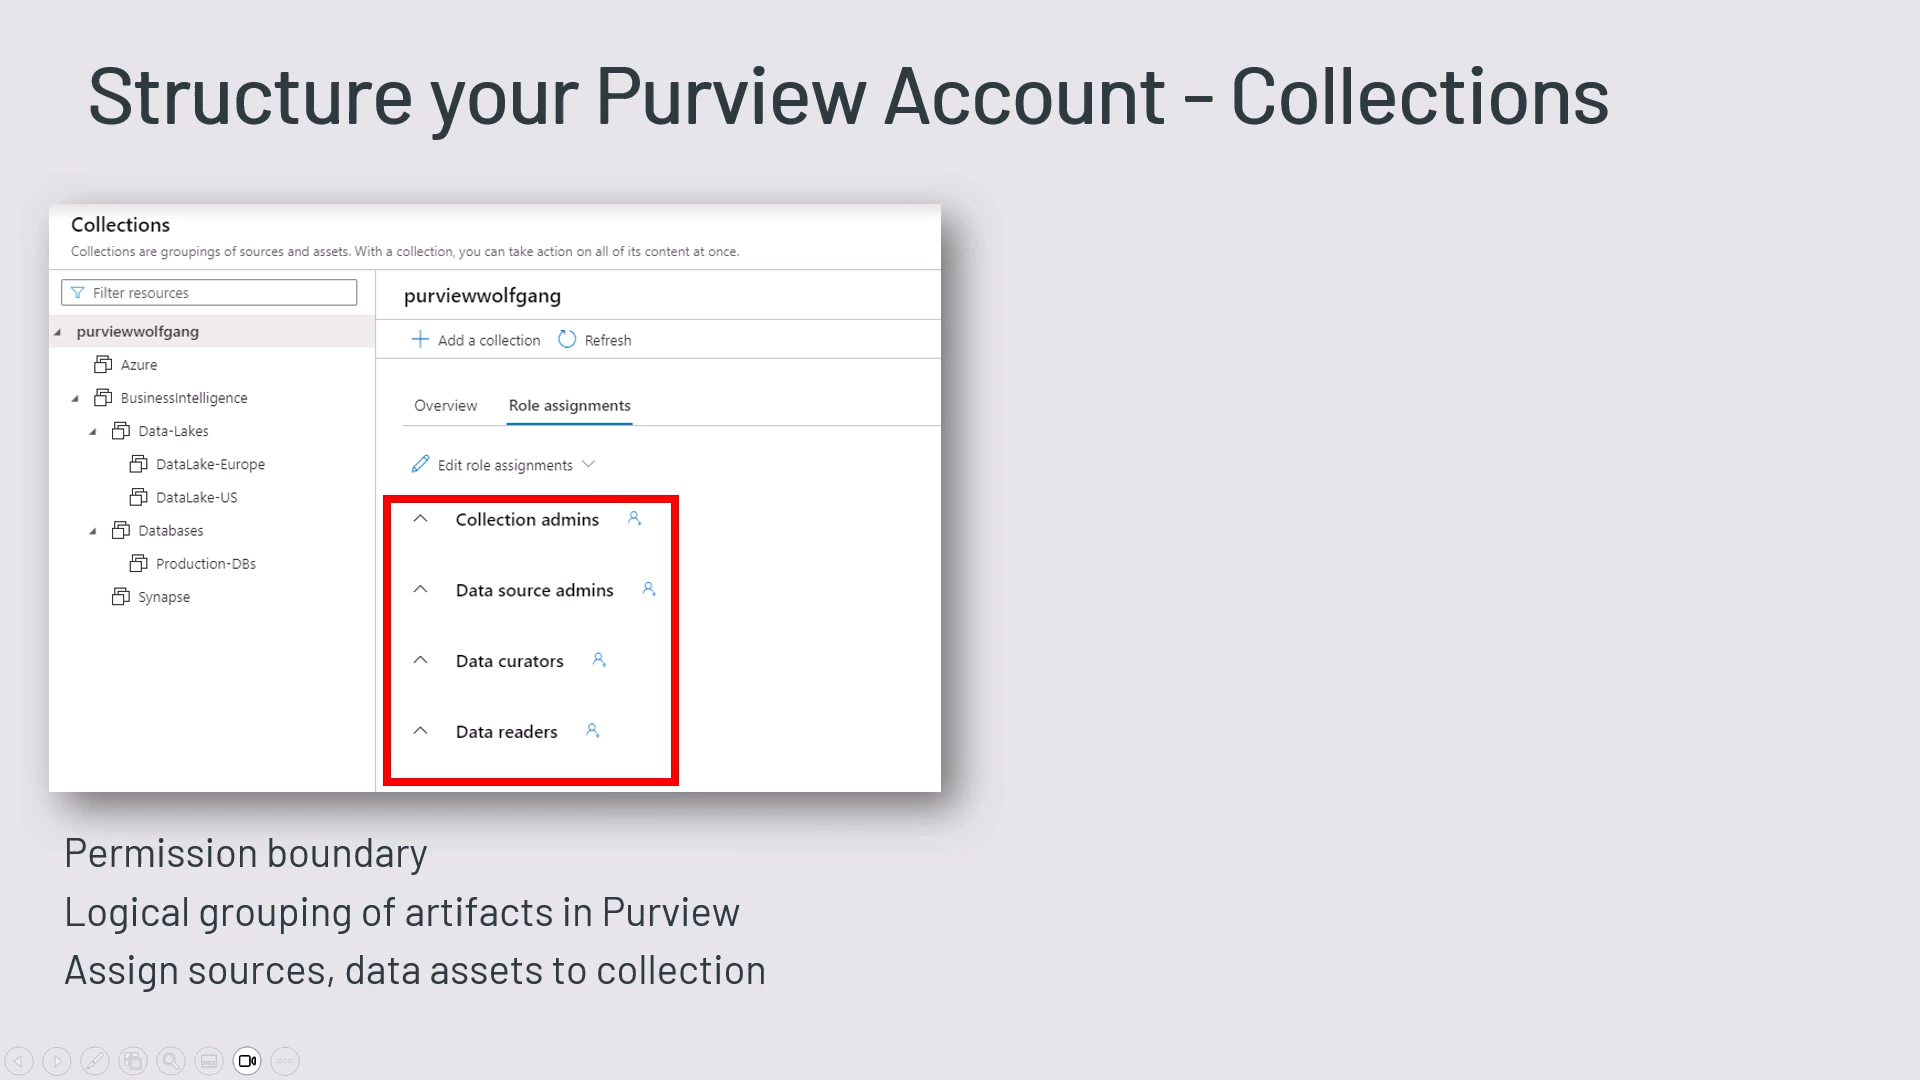 Structure your Purview Account - Collections
Collections
Collections are groupings of sources and assets. With a collection, you can take action on all of its content at once.
Filter resources
purviewwolfgang
Azure
BusinessIntelligence
Data-Lakes
DataLake-Europe
DataLake-US
Databases
Production-DBs
Synapse
purviewwolfgang
Add a collection
Refresh
Overview
Role assignments
Edit role assignments
Collection admins
Data source admins
Data curators
Data readers
Permission boundary
Logical grouping of artifacts in Purview
Assign sources, data assets to collection